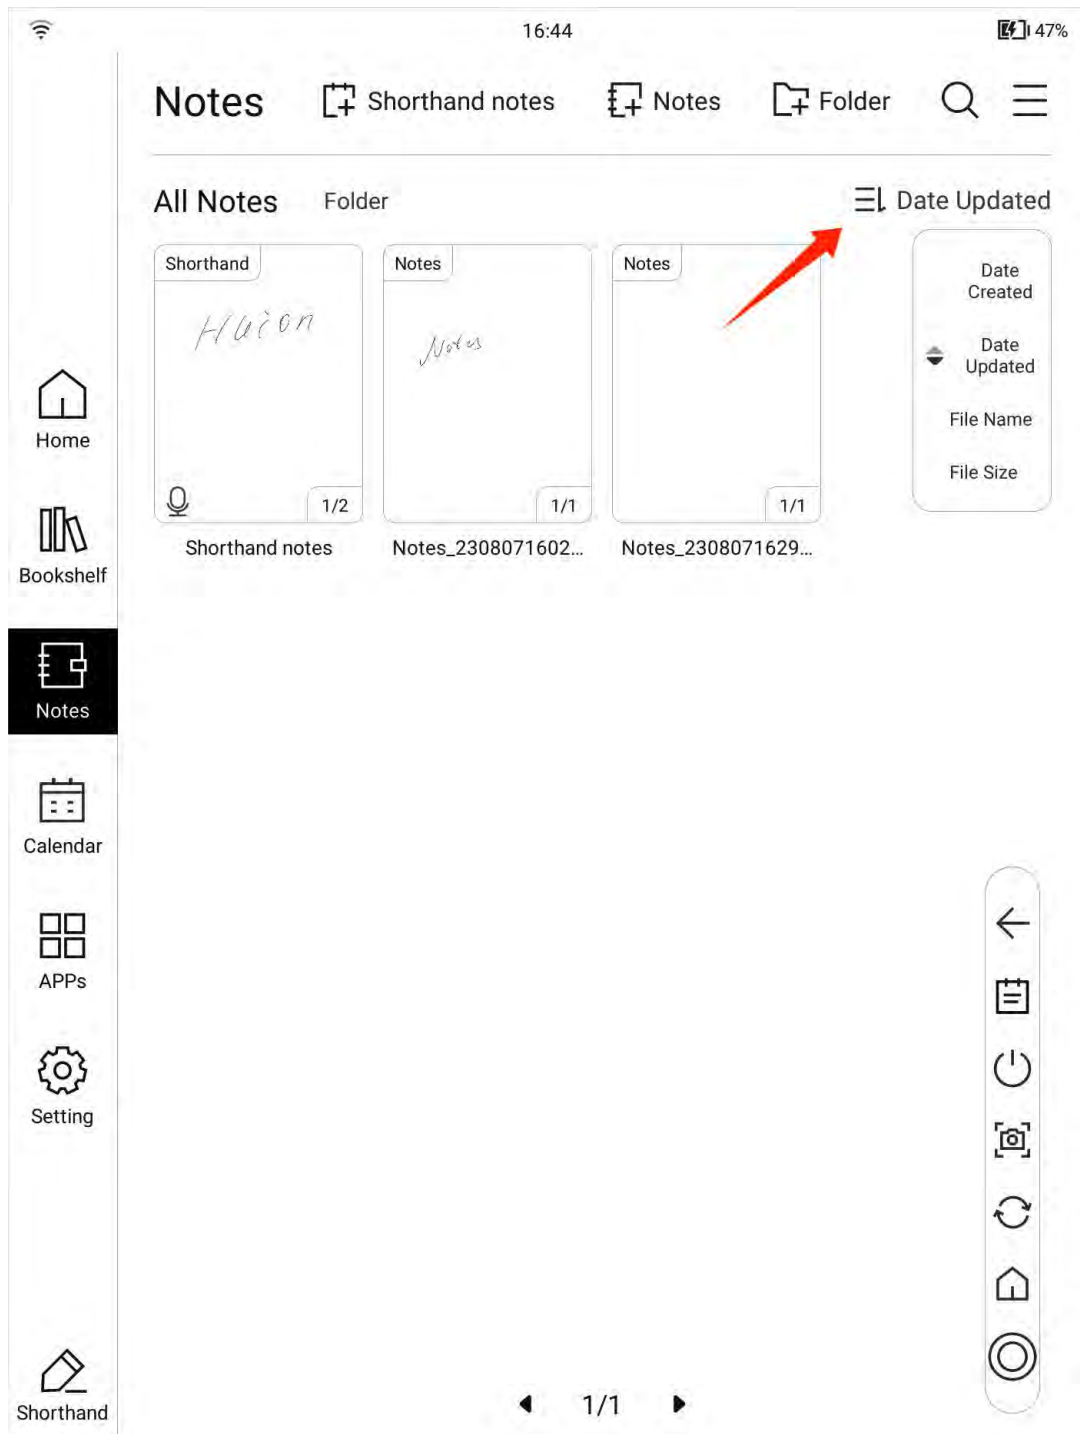 16:44
47%
Notes
Shorthand notes
Notes
Folder
All Notes
Folder
Date Updated
Shorthand
Huion
1/2
Shorthand notes
Notes
Notes
1/1
Notes_2308071602...
Notes
1/1
Notes_2308071629...
Date
Created
Date
Updated
File Name
File Size
Home
Bookshelf
Notes
Calendar
APPs
Setting
Shorthand
1/1